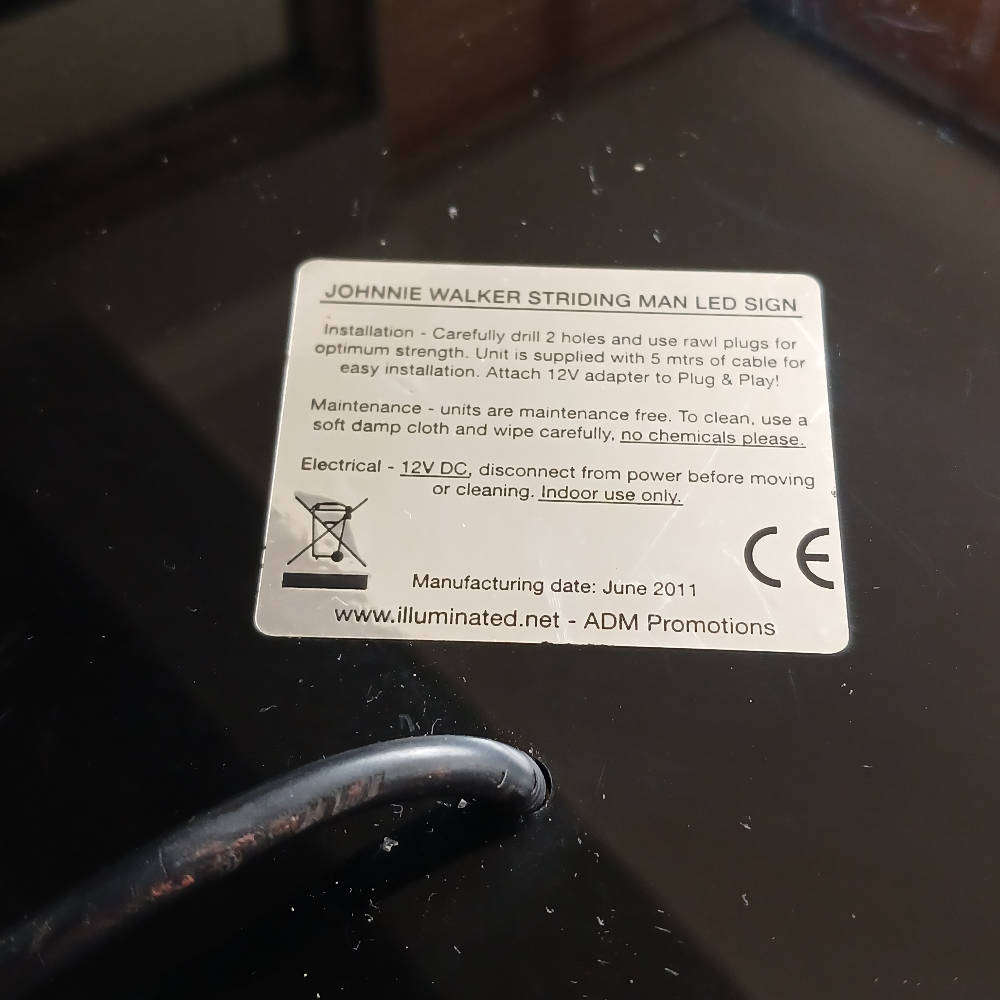 JOHNNIE WALKER STRIDING MAN LED SIGN
Installation - Carefully drill 2 holes and use rawl plugs for
optimum strength. Unit is supplied with 5 mtrs of cable for
easy installation. Attach 12V adapter to Plug & Play!
Maintenance - units are maintenance free. To clean, use a
soft damp cloth and wipe carefully, no chemicals please.
Electrical - 12V DC, disconnect from power before moving
or cleaning. Indoor use only.
CE
Manufacturing date: June 2011
www.illuminated.net - ADM Promotions